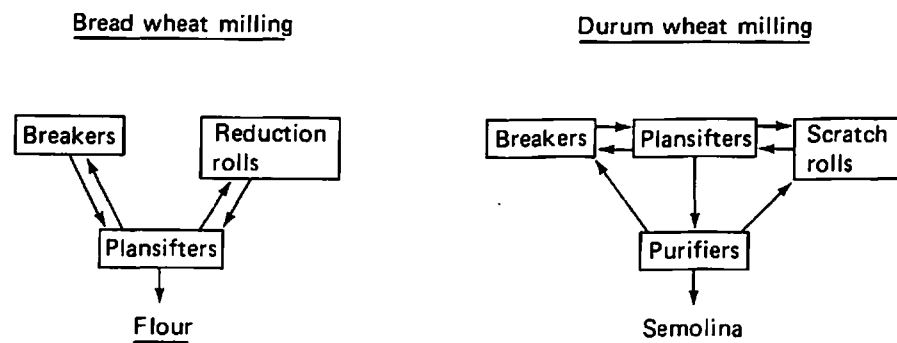 Bread wheat milling
Breakers
Reduction
rolls
Plansifters
Flour
Durum wheat milling
Breakers
Plansifters
Scratch
rolls
Purifiers
Semolina